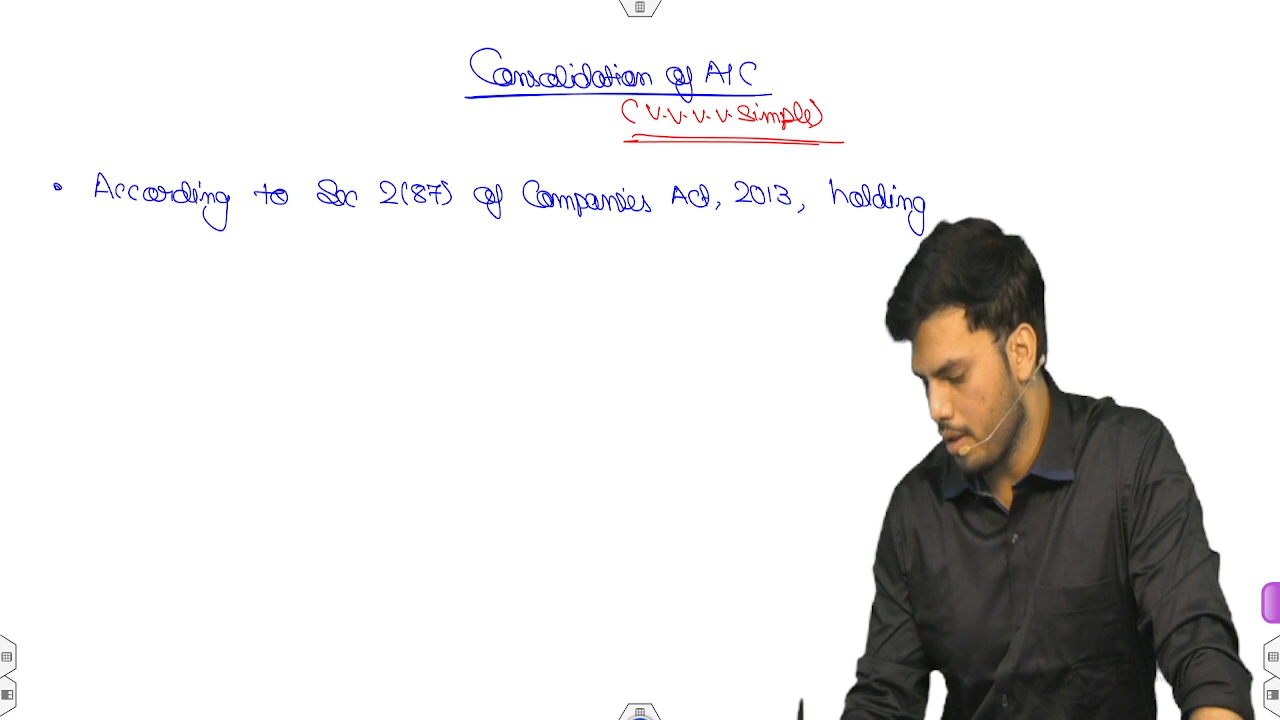 Consolidation of A/C
(V.V.V.V. Simple)
• According to Sec 2(87) of Companies Act, 2013, holding